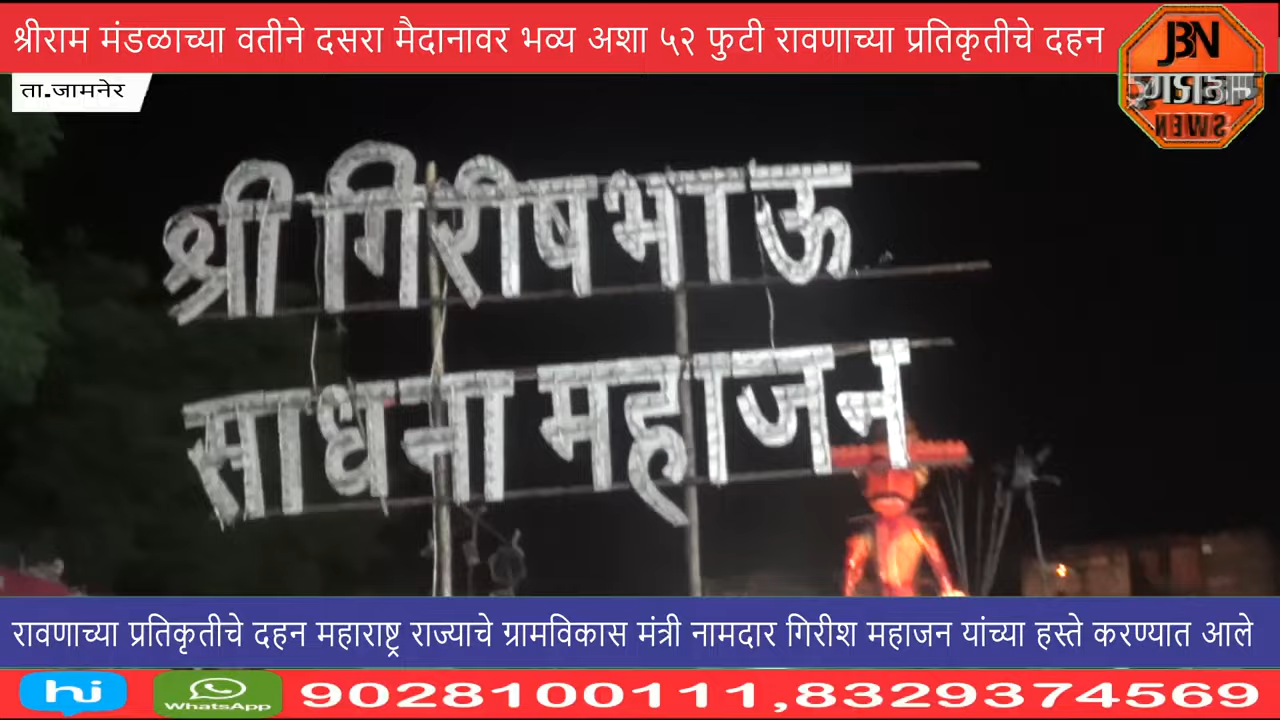 श्रीराम मंडळाच्या वतीने दसरा मैदानावर भव्य अशा ५२ फुटी रावणाच्या प्रतिकृतीचे दहन
JBN
ता.जामनेर
श्री गिरीषभाऊ
साधना महाजन
रावणाच्या प्रतिकृतीचे दहन महाराष्ट्र राज्याचे ग्रामविकास मंत्री नामदार गिरीश महाजन यांच्या हस्ते करण्यात आले
hi WhatsApp 9028100111,8329374569